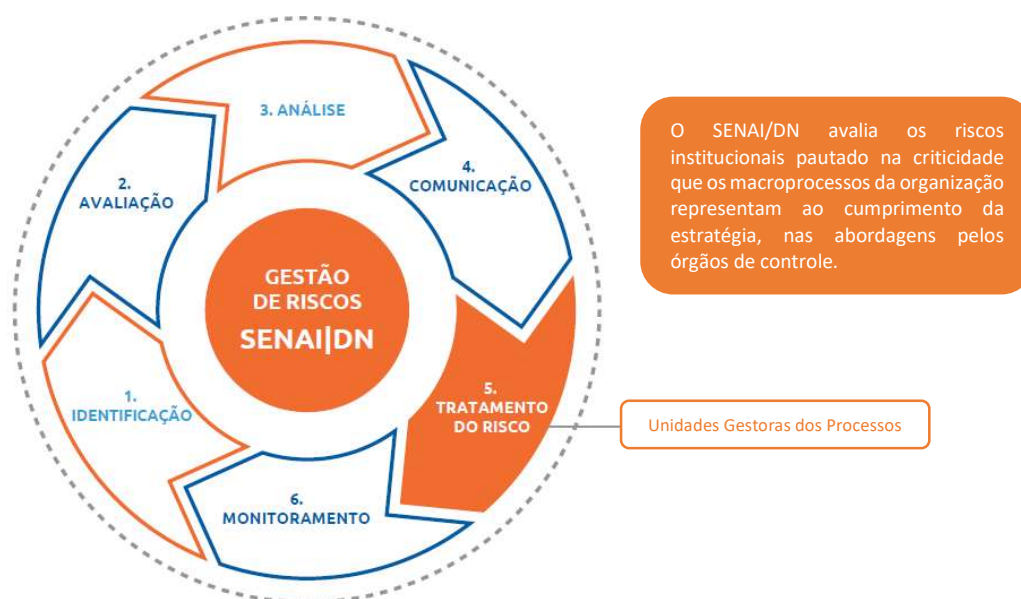 3. ANÁLISE
4.
COMUNICAÇÃO
2.
AVALIAÇÃO
GESTÃO
DE RISCOS
SENAI|DN
1.
IDENTIFICAÇÃO
5.
TRATAMENTO
DO RISCO
6.
MONITORAMENTO
O SENAI/DN avalia os riscos
institucionais pautado na criticidade
que os macroprocessos da organização
representam ao cumprimento da
estratégia, nas abordagens pelos
órgãos de controle.
Unidades Gestoras dos Processos